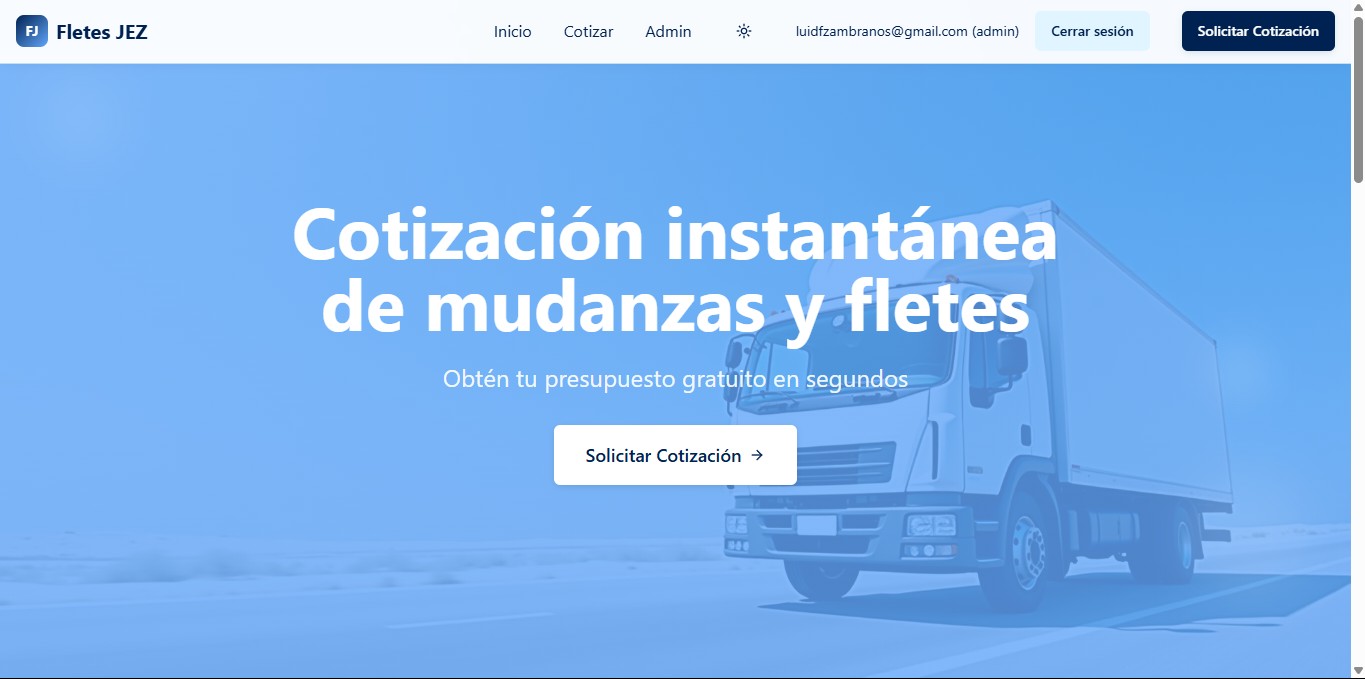 FJ Fletes JEZ Inicio Cotizar Admin luidfzambranos@gmail.com (admin) Cerrar sesión Solicitar Cotización
Cotización instantánea
de mudanzas y fletes
Obtén tu presupuesto gratuito en segundos
Solicitar Cotización →